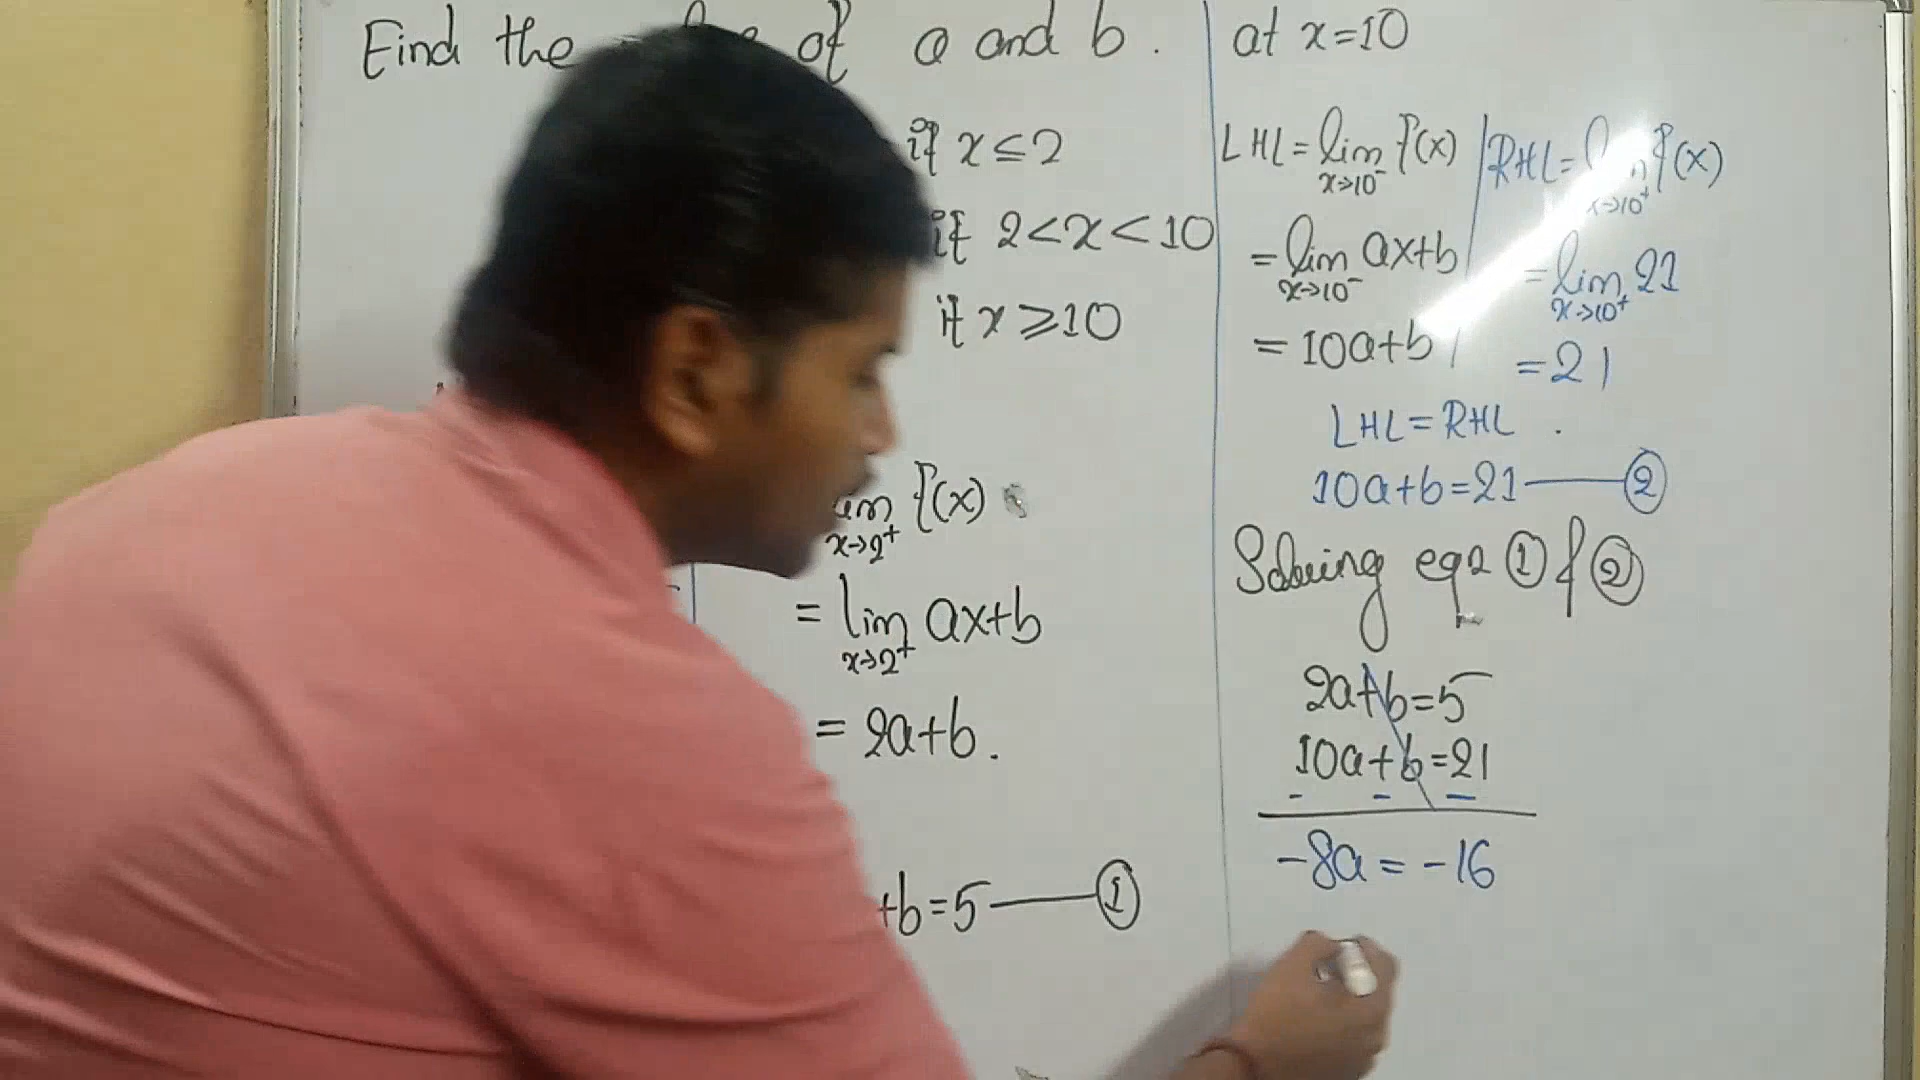 Find the of a and b.
if x ≤ 2
if 2 < x < 10
if x ≥ 10
lim f(x)
x→2⁺
= lim ax+b
x→2⁺
= 2a+b.
+b=5 —— ①
at x=10
LHL = lim f(x)
x→10⁻
= lim ax+b
x→10⁻
= 10a+b
RHL = lim f(x)
x→10⁺
= lim 21
x→10⁺
= 21
LHL = RHL .
10a+b=21 —— ②
Solving eqn ① & ②
2a+b=5
10a+b=21
- - -
-8a = -16